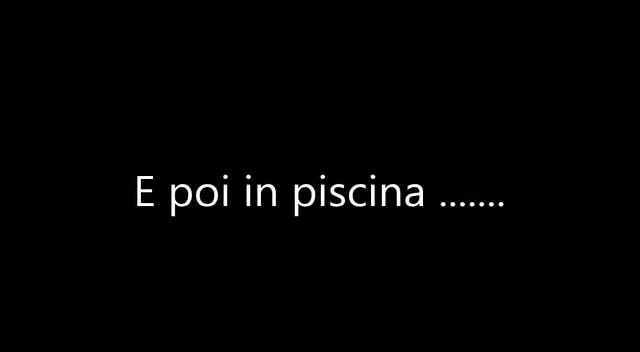 E poi in piscina .......